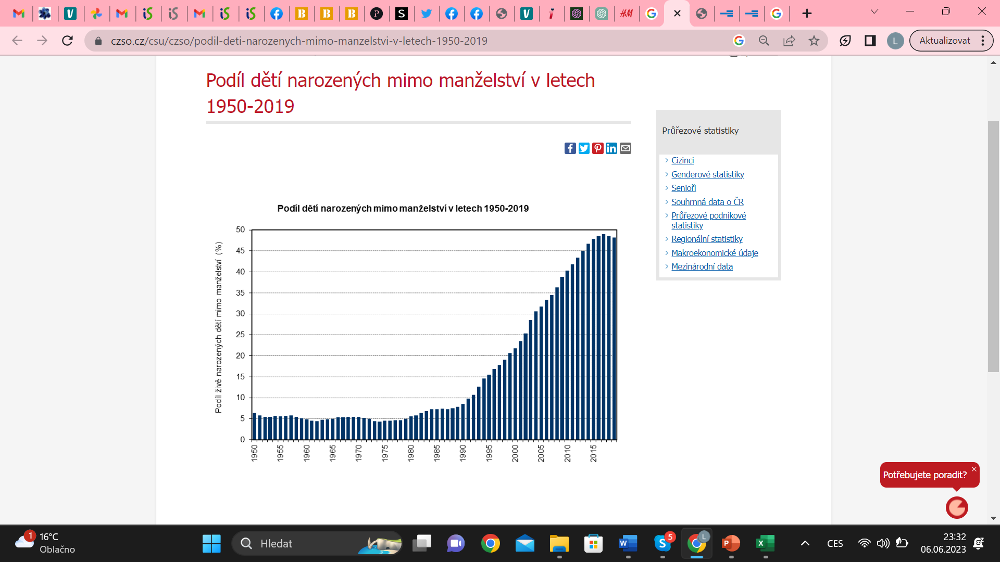 czso.cz/csu/czso/podil-deti-narozenych-mimo-manzelstvi-v-letech-1950-2019
L
Aktualizovat
Podíl dětí narozených mimo manželství v letech
1950-2019
Průřezové statistiky
Cizinci
Genderové statistiky
Senioři
Souhrnná data o ČR
Průřezové podnikové
statistiky
Regionální statistiky
Makroekonomické údaje
Mezinárodní data
Podíl dětí narozených mimo manželství v letech 1950-2019
Podíl živě narozených dětí mimo manželství (%)
50
45
40
35
30
25
20
15
10
5
0
1950
1955
1960
1965
1970
1975
1980
1985
1990
1995
2000
2005
2010
2015
Potřebujete poradit?
1
16°C
Oblačno
Hledat
5
L
CES
23:32
06.06.2023